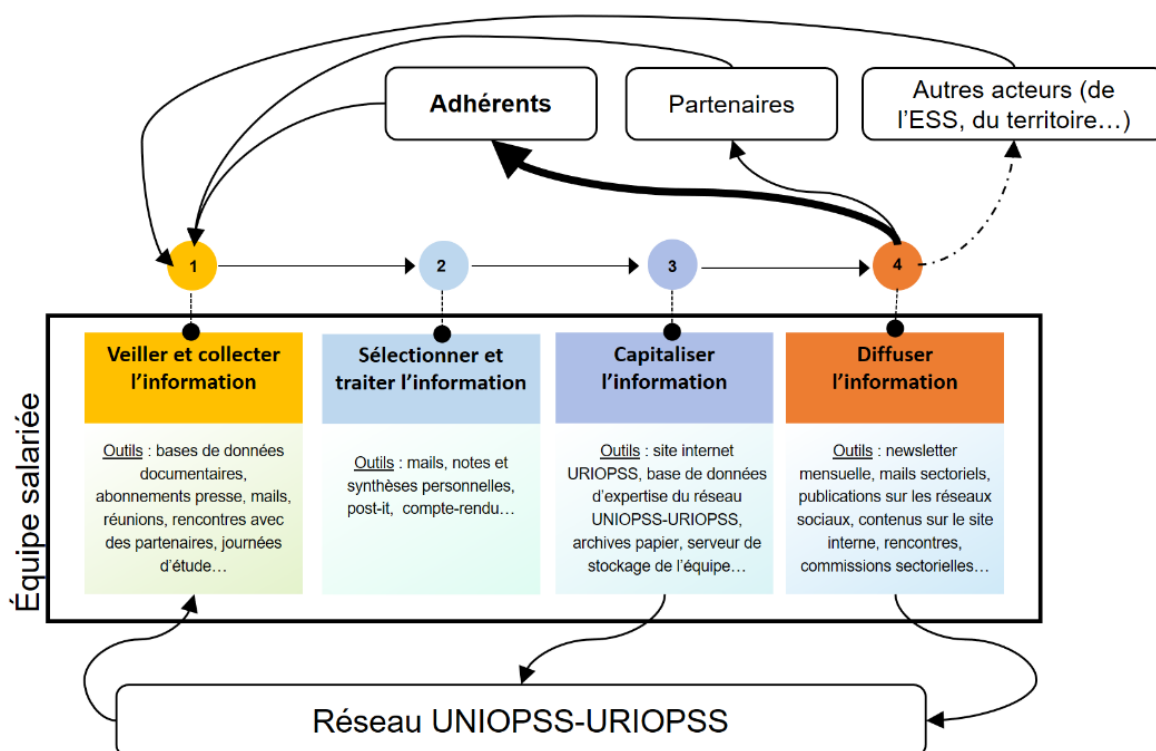 Adhérents
Partenaires
Autres acteurs (de
l'ESS, du territoire…)
1
2
3
4
Équipe salariée
Veiller et collecter
l'information
Outils : bases de données
documentaires,
abonnements presse, mails,
réunions, rencontres avec
des partenaires, journées
d'étude…
Sélectionner et
traiter l'information
Outils : mails, notes et
synthèses personnelles,
post-it, compte-rendu…
Capitaliser
l'information
Outils : site internet
URIOPSS, base de données
d'expertise du réseau
UNIOPSS-URIOPSS,
archives papier, serveur de
stockage de l'équipe…
Diffuser
l'information
Outils : newsletter
mensuelle, mails sectoriels,
publications sur les réseaux
sociaux, contenus sur le site
interne, rencontres,
commissions sectorielles…
Réseau UNIOPSS-URIOPSS